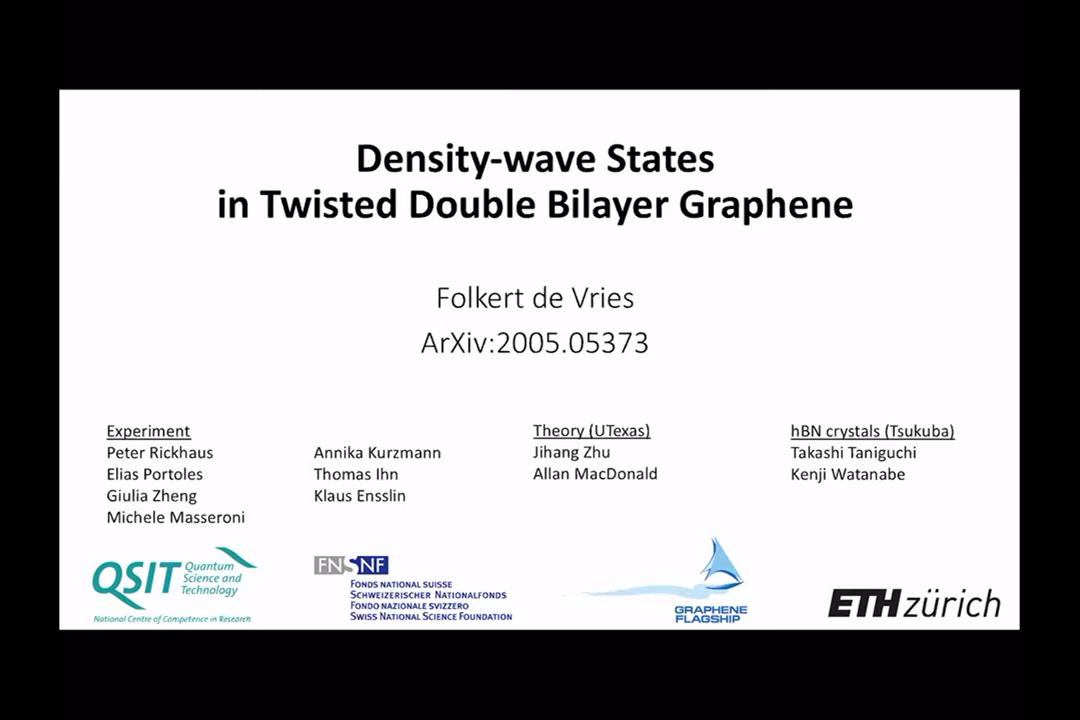 Density-wave States
in Twisted Double Bilayer Graphene
Folkert de Vries
ArXiv:2005.05373
Experiment
Peter Rickhaus
Elias Portoles
Giulia Zheng
Michele Masseroni
Annika Kurzmann
Thomas Ihn
Klaus Ensslin
Theory (UTexas)
Jihang Zhu
Allan MacDonald
hBN crystals (Tsukuba)
Takashi Taniguchi
Kenji Watanabe
QSIT
Quantum
Science and
Technology
National Centre of Competence in Research
FNSNF
FONDS NATIONAL SUISSE
SCHWEIZERISCHER NATIONALFONDS
FONDO NAZIONALE SVIZZERO
SWISS NATIONAL SCIENCE FOUNDATION
GRAPHENE
FLAGSHIP
ETH zürich